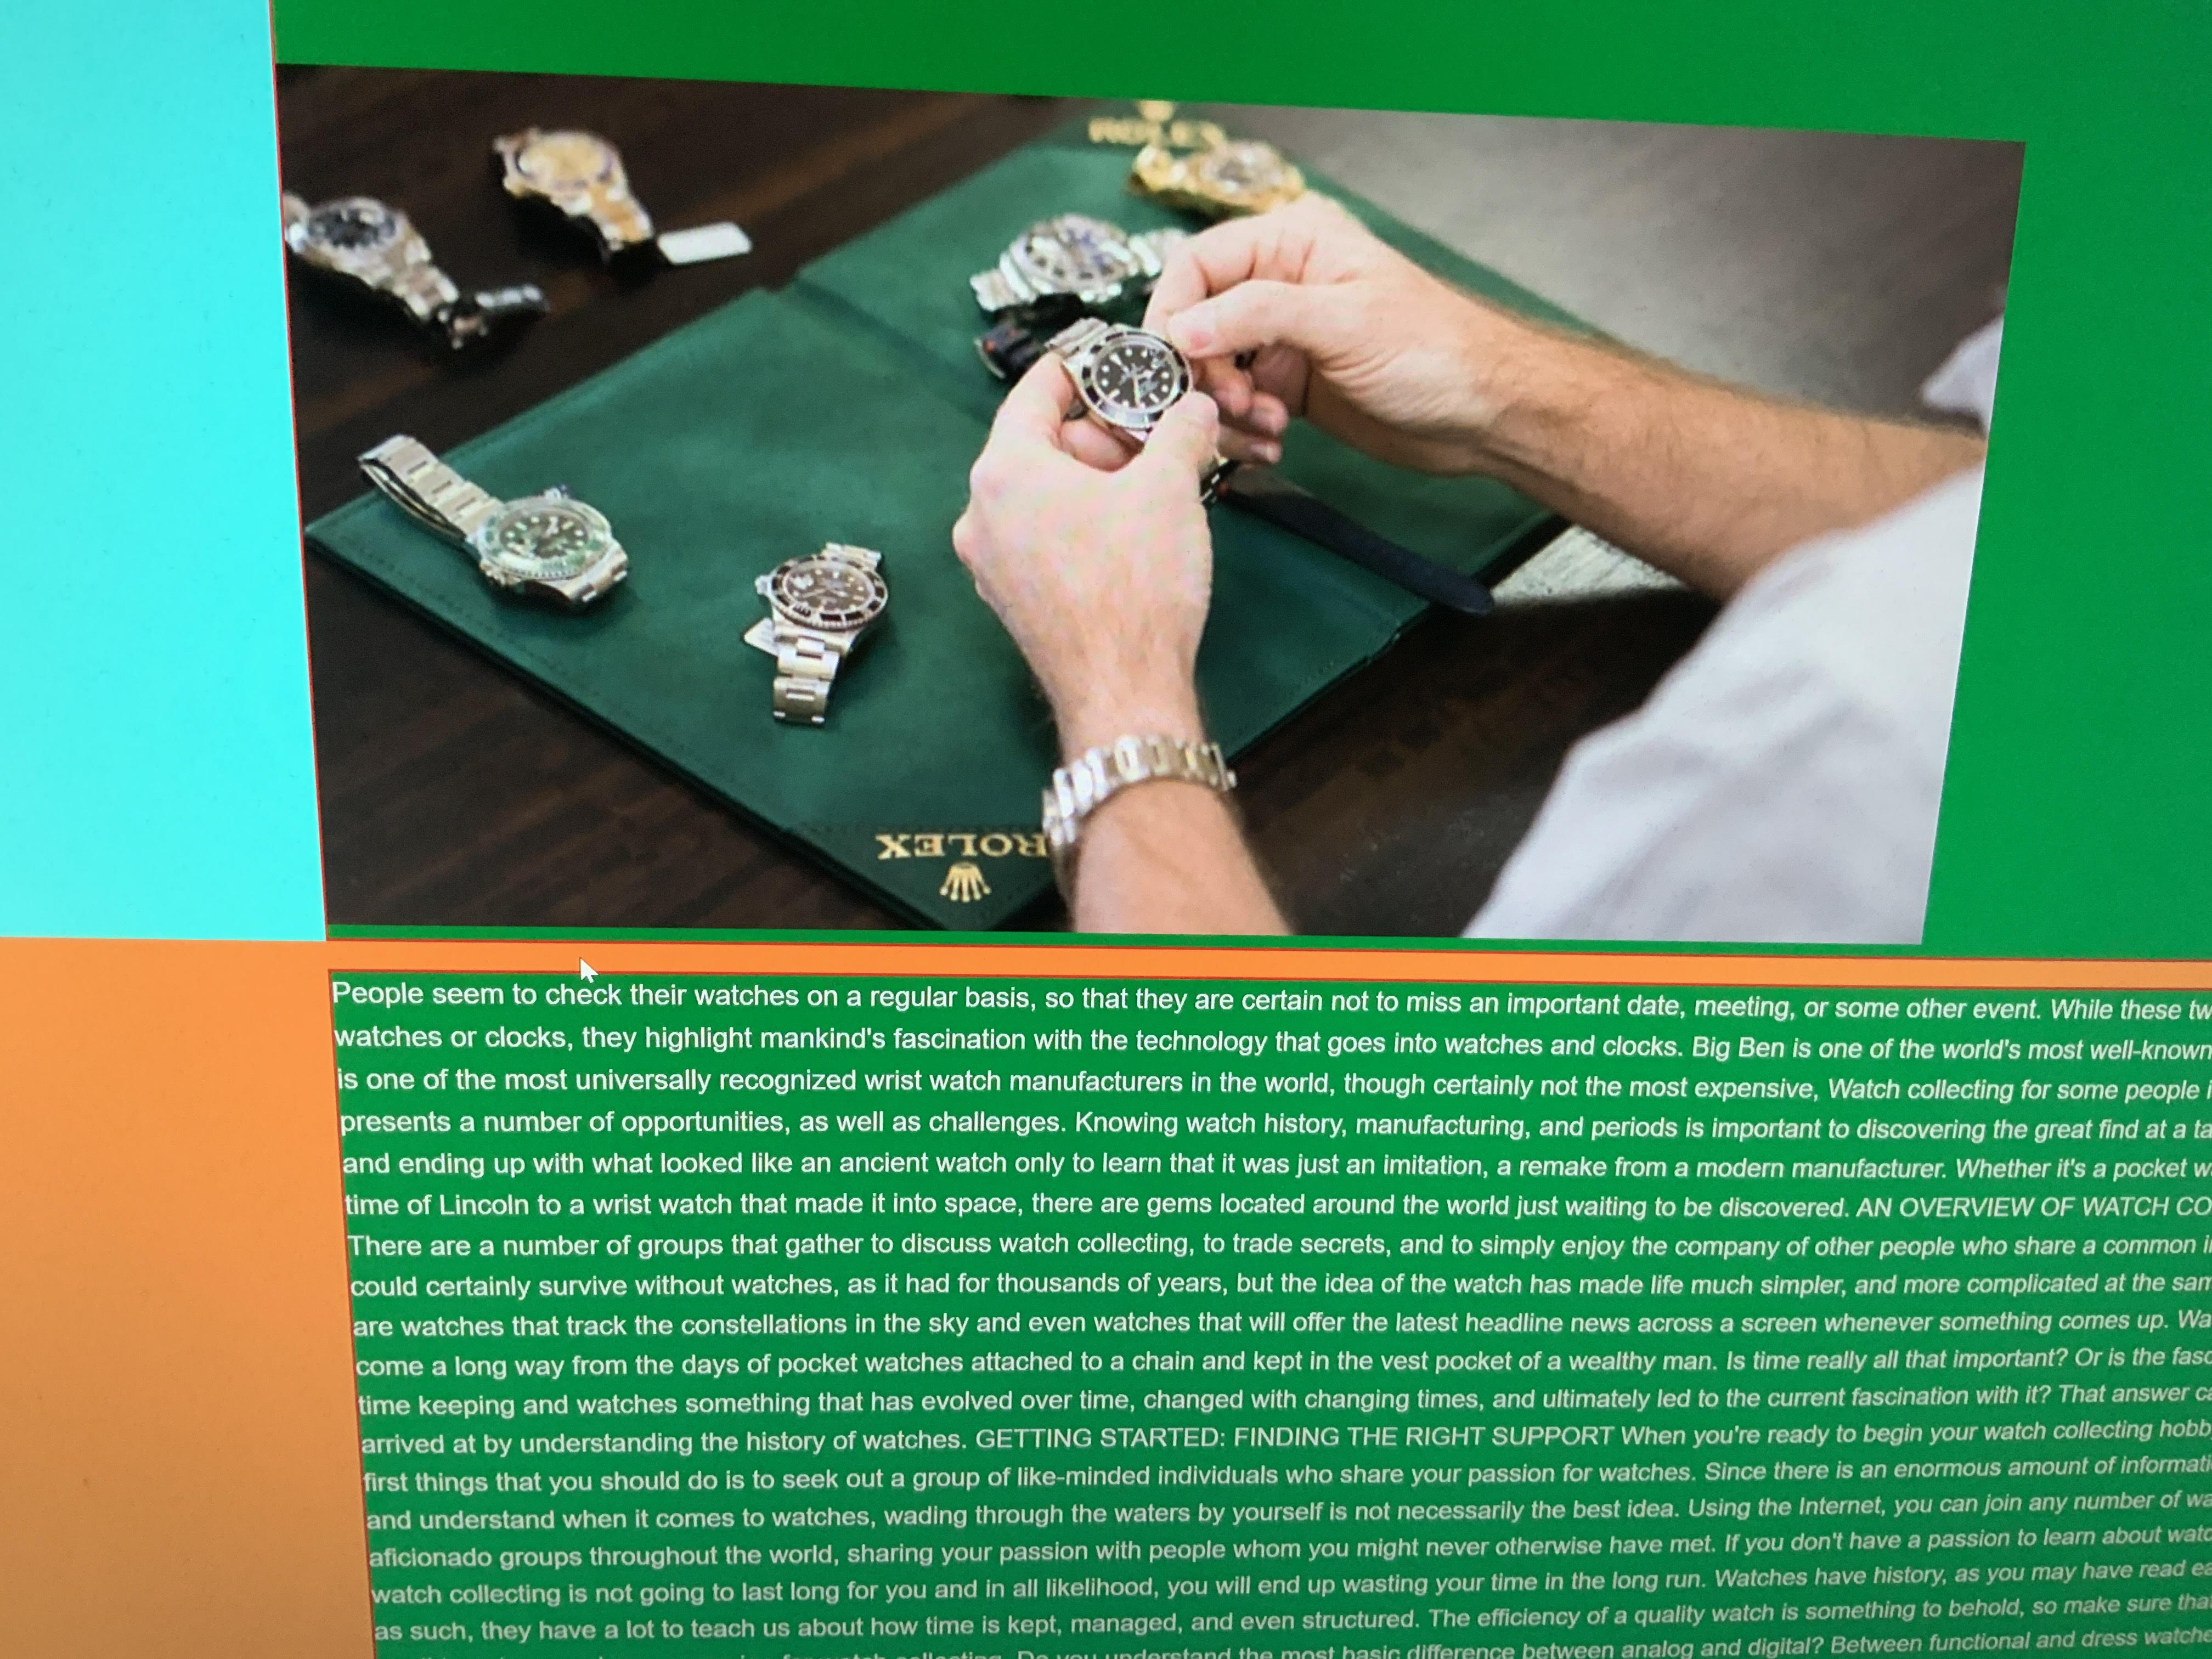 ROLEX
ROLEX
People seem to check their watches on a regular basis, so that they are certain not to miss an important date, meeting, or some other event. While these
watches or clocks, they highlight mankind's fascination with the technology that goes into watches and clocks. Big Ben is one of the world's most well-known
is one of the most universally recognized wrist watch manufacturers in the world, though certainly not the most expensive, Watch collecting for some people
presents a number of opportunities, as well as challenges. Knowing watch history, manufacturing, and periods is important to discovering the great find at a
and ending up with what looked like an ancient watch only to learn that it was just an imitation, a remake from a modern manufacturer. Whether it's a pocket
time of Lincoln to a wrist watch that made it into space, there are gems located around the world just waiting to be discovered. AN OVERVIEW OF WATCH
There are a number of groups that gather to discuss watch collecting, to trade secrets, and to simply enjoy the company of other people who share a common
could certainly survive without watches, as it had for thousands of years, but the idea of the watch has made life much simpler, and more complicated at the
are watches that track the constellations in the sky and even watches that will offer the latest headline news across a screen whenever something comes up.
come a long way from the days of pocket watches attached to a chain and kept in the vest pocket of a wealthy man. Is time really all that important? Or is the
time keeping and watches something that has evolved over time, changed with changing times, and ultimately led to the current fascination with it? That answer
arrived at by understanding the history of watches. GETTING STARTED: FINDING THE RIGHT SUPPORT When you're ready to begin your watch collecting
first things that you should do is to seek out a group of like-minded individuals who share your passion for watches. Since there is an enormous amount of
and understand when it comes to watches, wading through the waters by yourself is not necessarily the best idea. Using the Internet, you can join any number of
aficionado groups throughout the world, sharing your passion with people whom you might never otherwise have met. If you don't have a passion to learn about
watch collecting is not going to last long for you and in all likelihood, you will end up wasting your time in the long run. Watches have history, as you may have read
as such, they have a lot to teach us about how time is kept, managed, and even structured. The efficiency of a quality watch is something to behold, so make sure
watch collecting. Do you understand the most basic difference between analog and digital? Between functional and dress